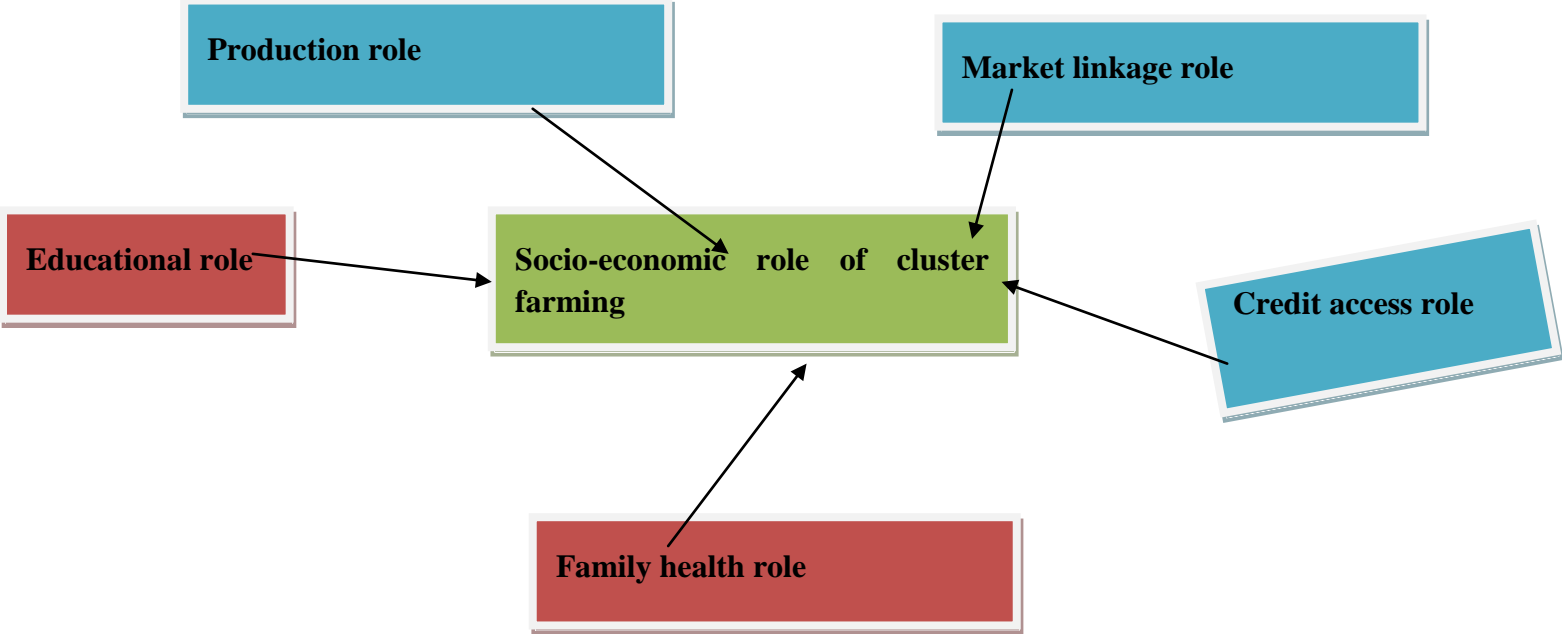 Production role
Market linkage role
Educational role
Socio-economic role of cluster
farming
Credit access role
Family health role